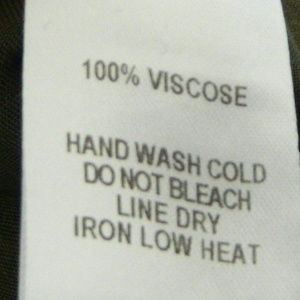 100% VISCOSE
HAND WASH COLD
DO NOT BLEACH
LINE DRY
IRON LOW HEAT